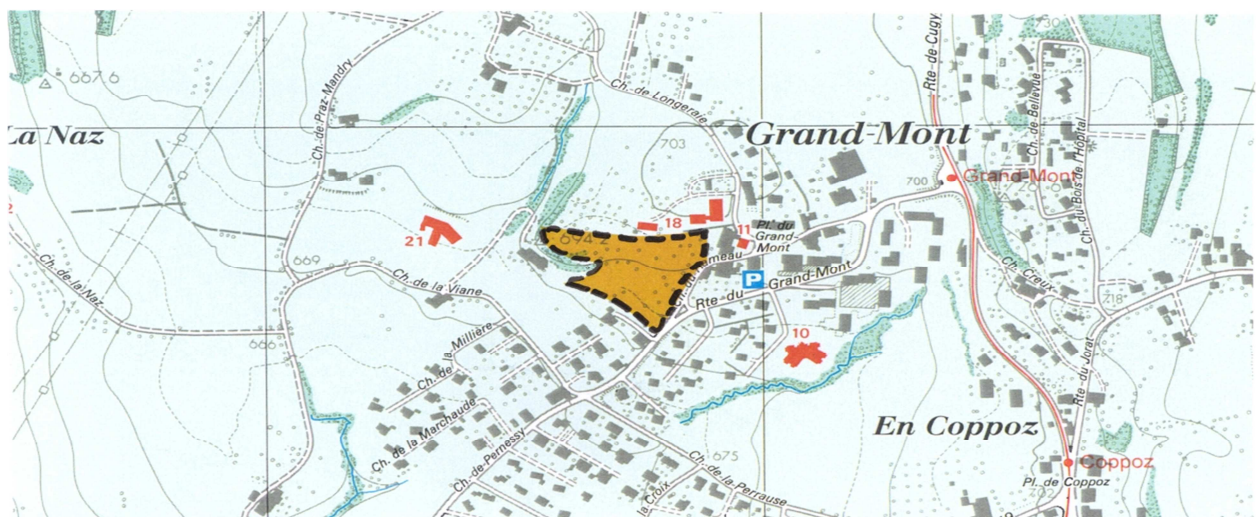 730
Rte-de-Cugy
667.6
Ch.-de-Praz-Mandry
Ch.-de-Longeraie
Ch.-de-Bellevue
La Naz
Grand-Mont
Ch.-du-Bois-de-l'Hôpital
703
700
Grand-Mont
18
21
11
Pl. du
Grand-
Mont
694.2
669
Ch.-de-la-Naz
Ch. de la Viane
P
Rte-du-Grand-Mont
Ch. Creux
718
666
Ch.-de-la-Millière
10
Rte-du-Jorat
Ch.-de-la-Marchaude
En Coppoz
Ch.-de-Pernessy
675
Ch.-de-la-Perrause
la Croix
Coppoz
Pl. de Coppoz
702